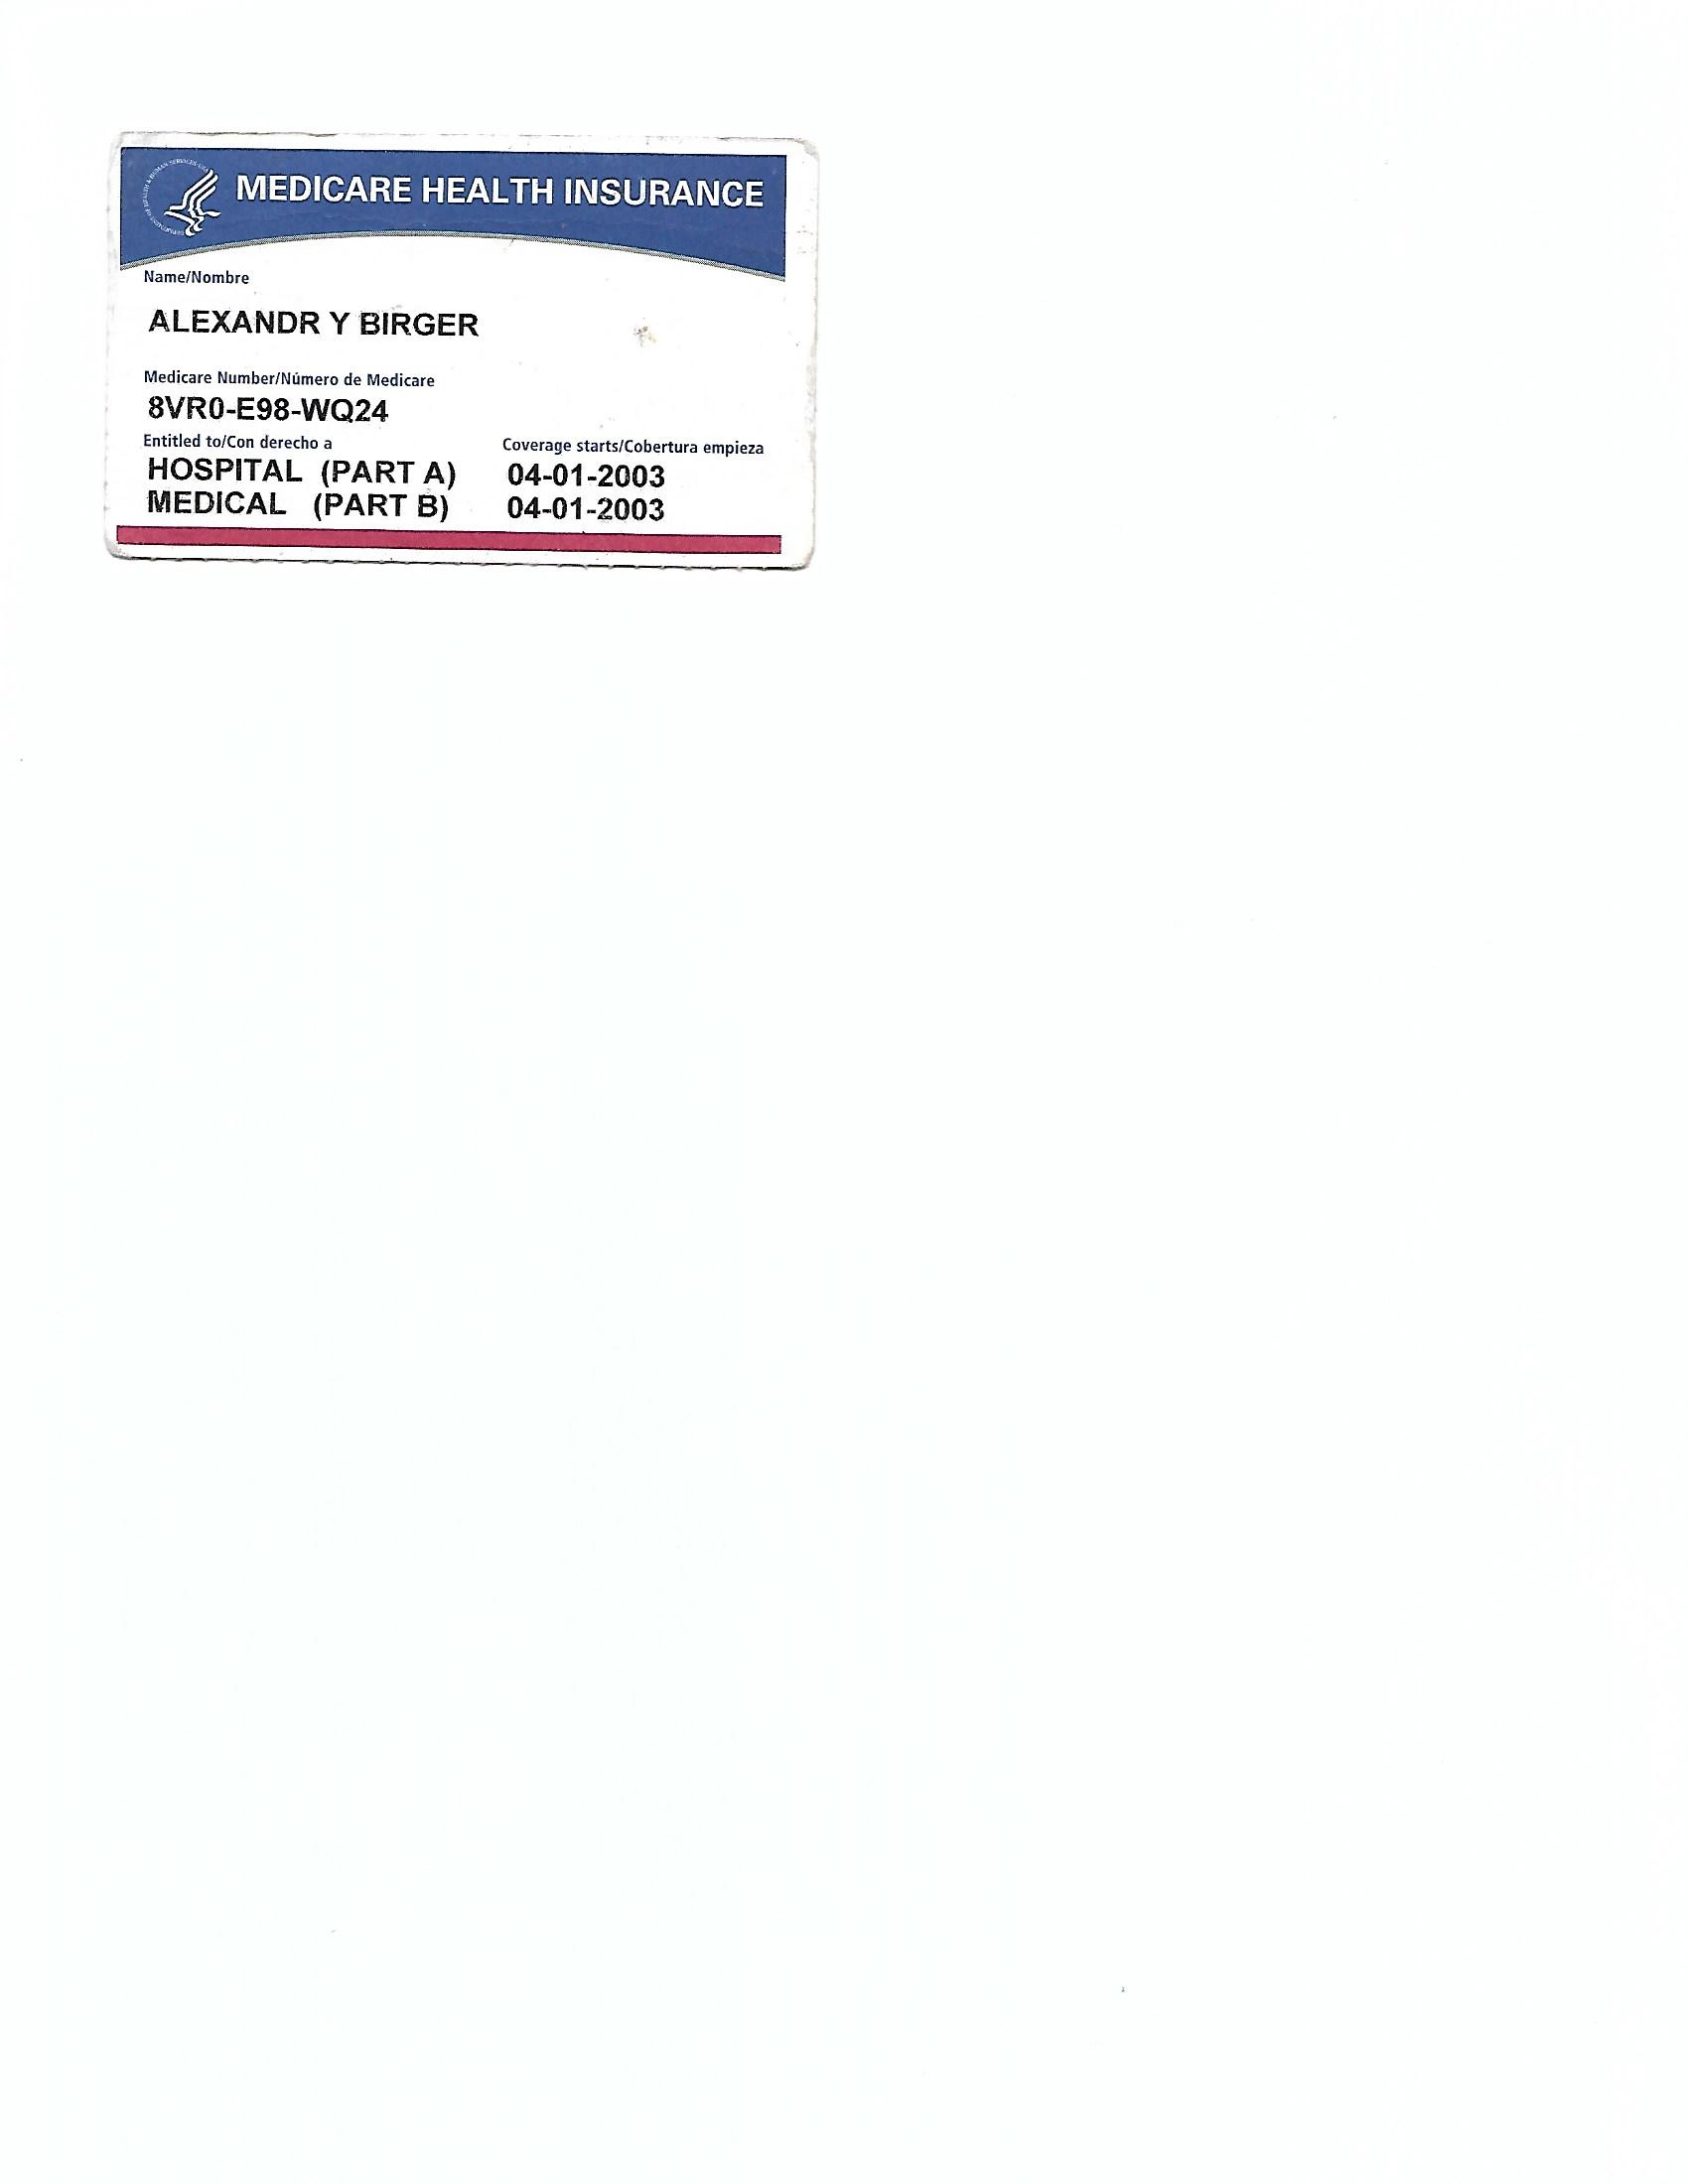 MEDICARE HEALTH INSURANCE
Name/Nombre
ALEXANDR Y BIRGER
Medicare Number/Número de Medicare
8VR0-E98-WQ24
Entitled to/Con derecho a
Coverage starts/Cobertura empieza
HOSPITAL (PART A) 04-01-2003
MEDICAL (PART B) 04-01-2003